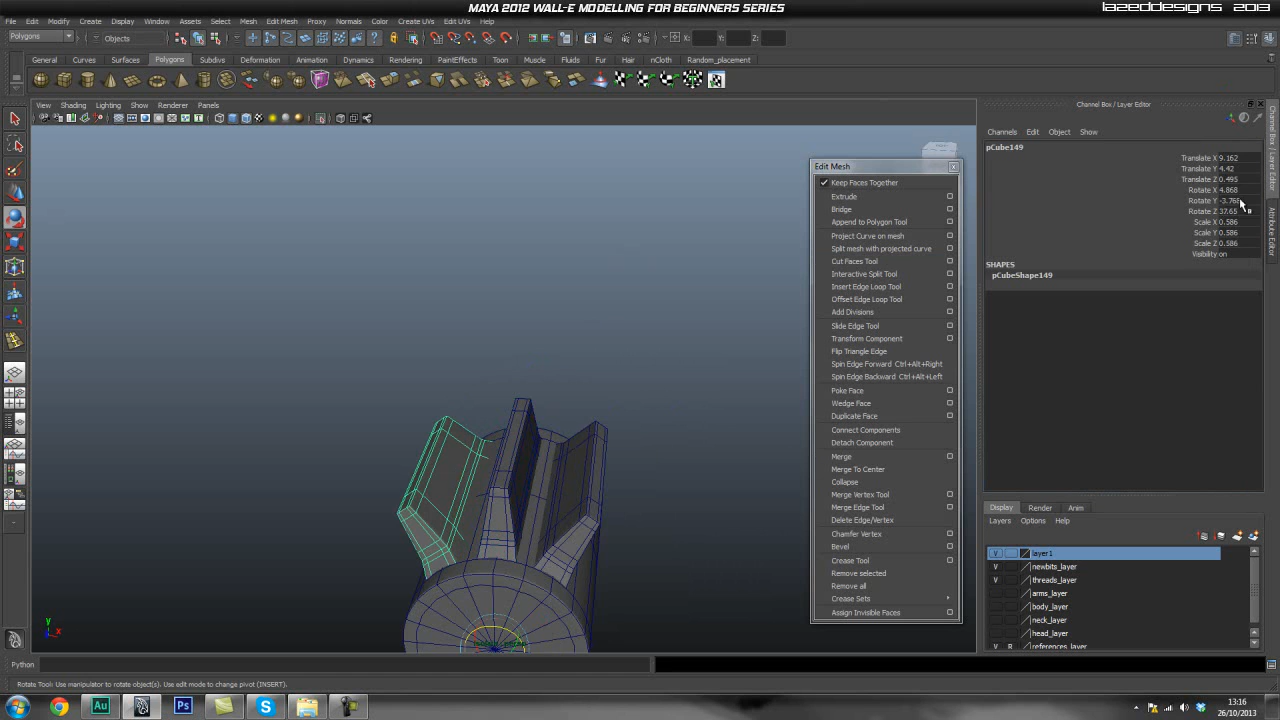 MAYA 2012 WALL-E MODELLING FOR BEGINNERS SERIES
LAZEDDESIGNS 2013
File Edit Modify Create Display Window Assets Select Mesh Edit Mesh Proxy Normals Color Create UVs Edit UVs Help
Polygons Objects X: Y: Z:
General Curves Surfaces Polygons Subdivs Deformation Animation Dynamics Rendering PaintEffects Toon Muscle Fluids Fur Hair nCloth Random_placement
View Shading Lighting Show Renderer Panels
Channel Box / Layer Editor
Channels Edit Object Show
pCube149
Translate X 9.162
Translate Y 4.42
Translate Z 0.495
Rotate X 4.868
Rotate Y -3.768
Rotate Z 37.65
Scale X 0.586
Scale Y 0.586
Scale Z 0.586
Visibility on
SHAPES
pCubeShape149
Channel Box / Layer Editor
Attribute Editor
Edit Mesh
Keep Faces Together
Extrude
Bridge
Append to Polygon Tool
Project Curve on mesh
Split mesh with projected curve
Cut Faces Tool
Interactive Split Tool
Insert Edge Loop Tool
Offset Edge Loop Tool
Add Divisions
Slide Edge Tool
Transform Component
Flip Triangle Edge
Spin Edge Forward Ctrl+Alt+Right
Spin Edge Backward Ctrl+Alt+Left
Poke Face
Wedge Face
Duplicate Face
Connect Components
Detach Component
Merge
Merge To Center
Collapse
Merge Vertex Tool
Merge Edge Tool
Delete Edge/Vertex
Chamfer Vertex
Bevel
Crease Tool
Remove selected
Remove all
Crease Sets
Assign Invisible Faces
Display Render Anim
Layers Options Help
V layer1
V newbits_layer
V threads_layer
arms_layer
body_layer
neck_layer
head_layer
V R references_layer
y
x
Python
Rotate Tool: Use manipulator to rotate object(s). Use edit mode to change pivot (INSERT).
Au Ps
13:16
26/10/2013